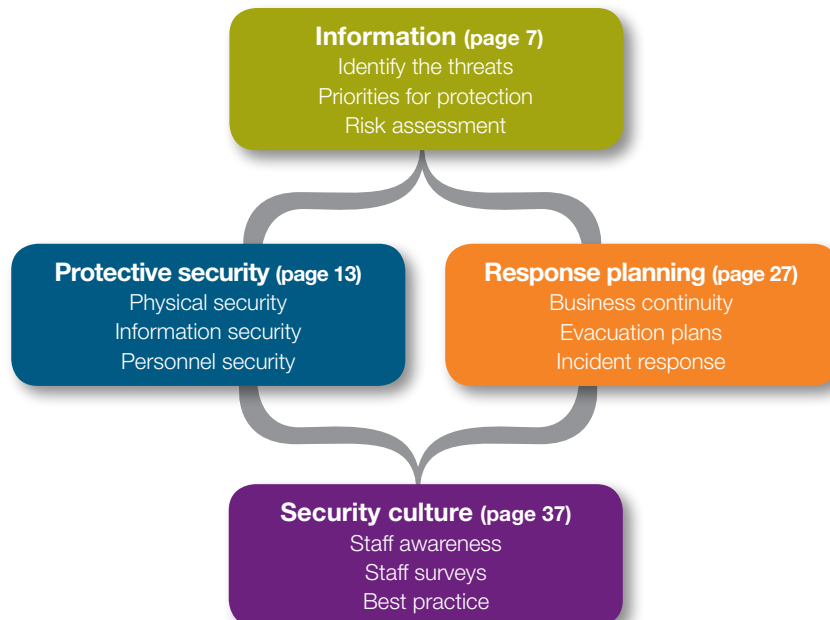 Information (page 7)
Identify the threats
Priorities for protection
Risk assessment
Protective security (page 13)
Physical security
Information security
Personnel security
Response planning (page 27)
Business continuity
Evacuation plans
Incident response
Security culture (page 37)
Staff awareness
Staff surveys
Best practice